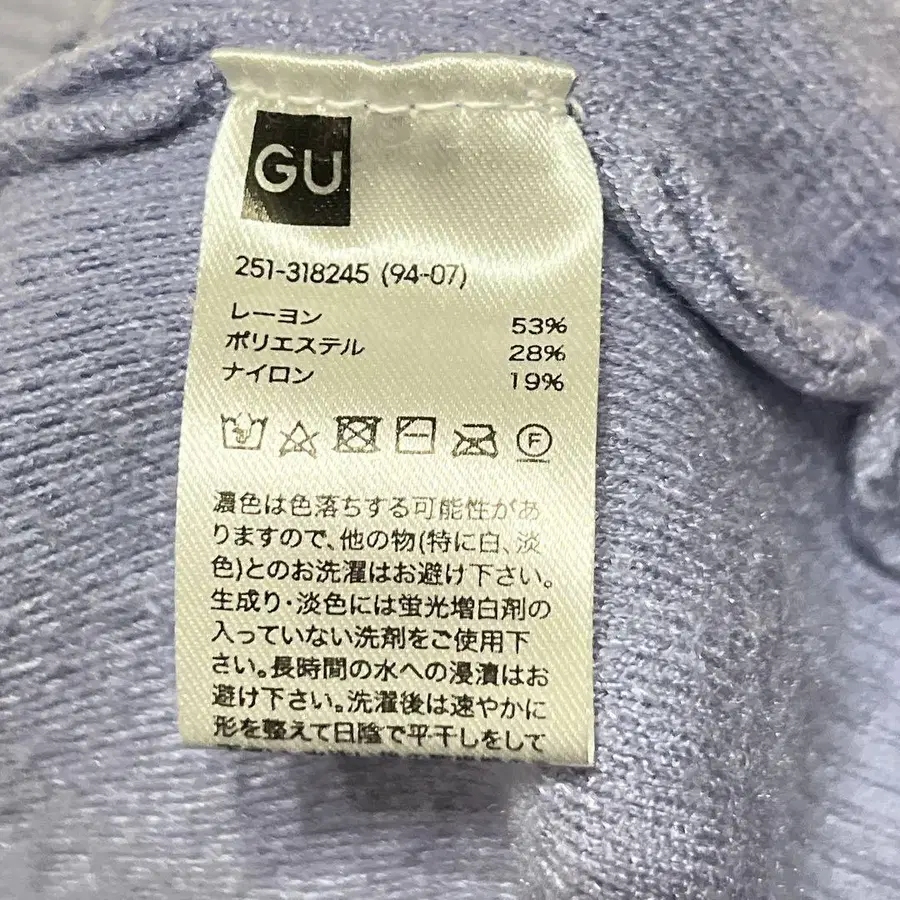 GU
251-318245 (94-07)
レーヨン 53%
ポリエステル 28%
ナイロン 19%
F
濃色は色落ちする可能性があ
りますので、他の物(特に白、淡
色)とのお洗濯はお避け下さい。
生成り・淡色には蛍光増白剤の
入っていない洗剤をご使用下
さい。長時間の水への浸漬はお
避け下さい。洗濯後は速やかに
形を整えて日陰で平干しをして